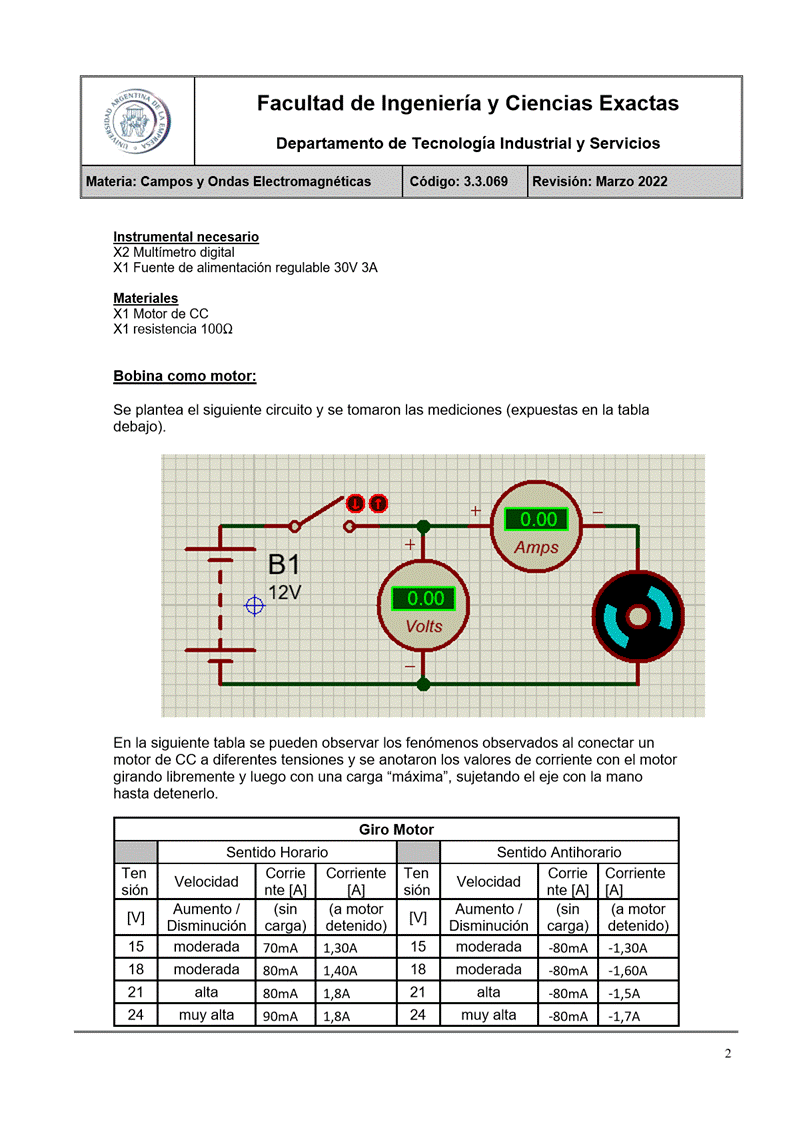 UNIVERSIDAD ARGENTINA DE LA EMPRESA
Facultad de Ingeniería y Ciencias Exactas
Departamento de Tecnología Industrial y Servicios
Materia: Campos y Ondas Electromagnéticas Código: 3.3.069 Revisión: Marzo 2022
Instrumental necesario
X2 Multímetro digital
X1 Fuente de alimentación regulable 30V 3A
Materiales
X1 Motor de CC
X1 resistencia 100Ω
Bobina como motor:
Se plantea el siguiente circuito y se tomaron las mediciones (expuestas en la tabla
debajo).
+ 0.00 −
Amps
B1
12V
+
0.00
Volts
−
En la siguiente tabla se pueden observar los fenómenos observados al conectar un
motor de CC a diferentes tensiones y se anotaron los valores de corriente con el motor
girando libremente y luego con una carga “máxima”, sujetando el eje con la mano
hasta detenerlo.
Giro Motor
Sentido Horario Sentido Antihorario
Ten Velocidad Corrie Corriente Ten Velocidad Corrie Corriente
sión nte [A] [A] sión nte [A] [A]
[V] Aumento / (sin (a motor [V] Aumento / (sin (a motor
Disminución carga) detenido) Disminución carga) detenido)
15 moderada 70mA 1,30A 15 moderada -80mA -1,30A
18 moderada 80mA 1,40A 18 moderada -80mA -1,60A
21 alta 80mA 1,8A 21 alta -80mA -1,5A
24 muy alta 90mA 1,8A 24 muy alta -80mA -1,7A
2